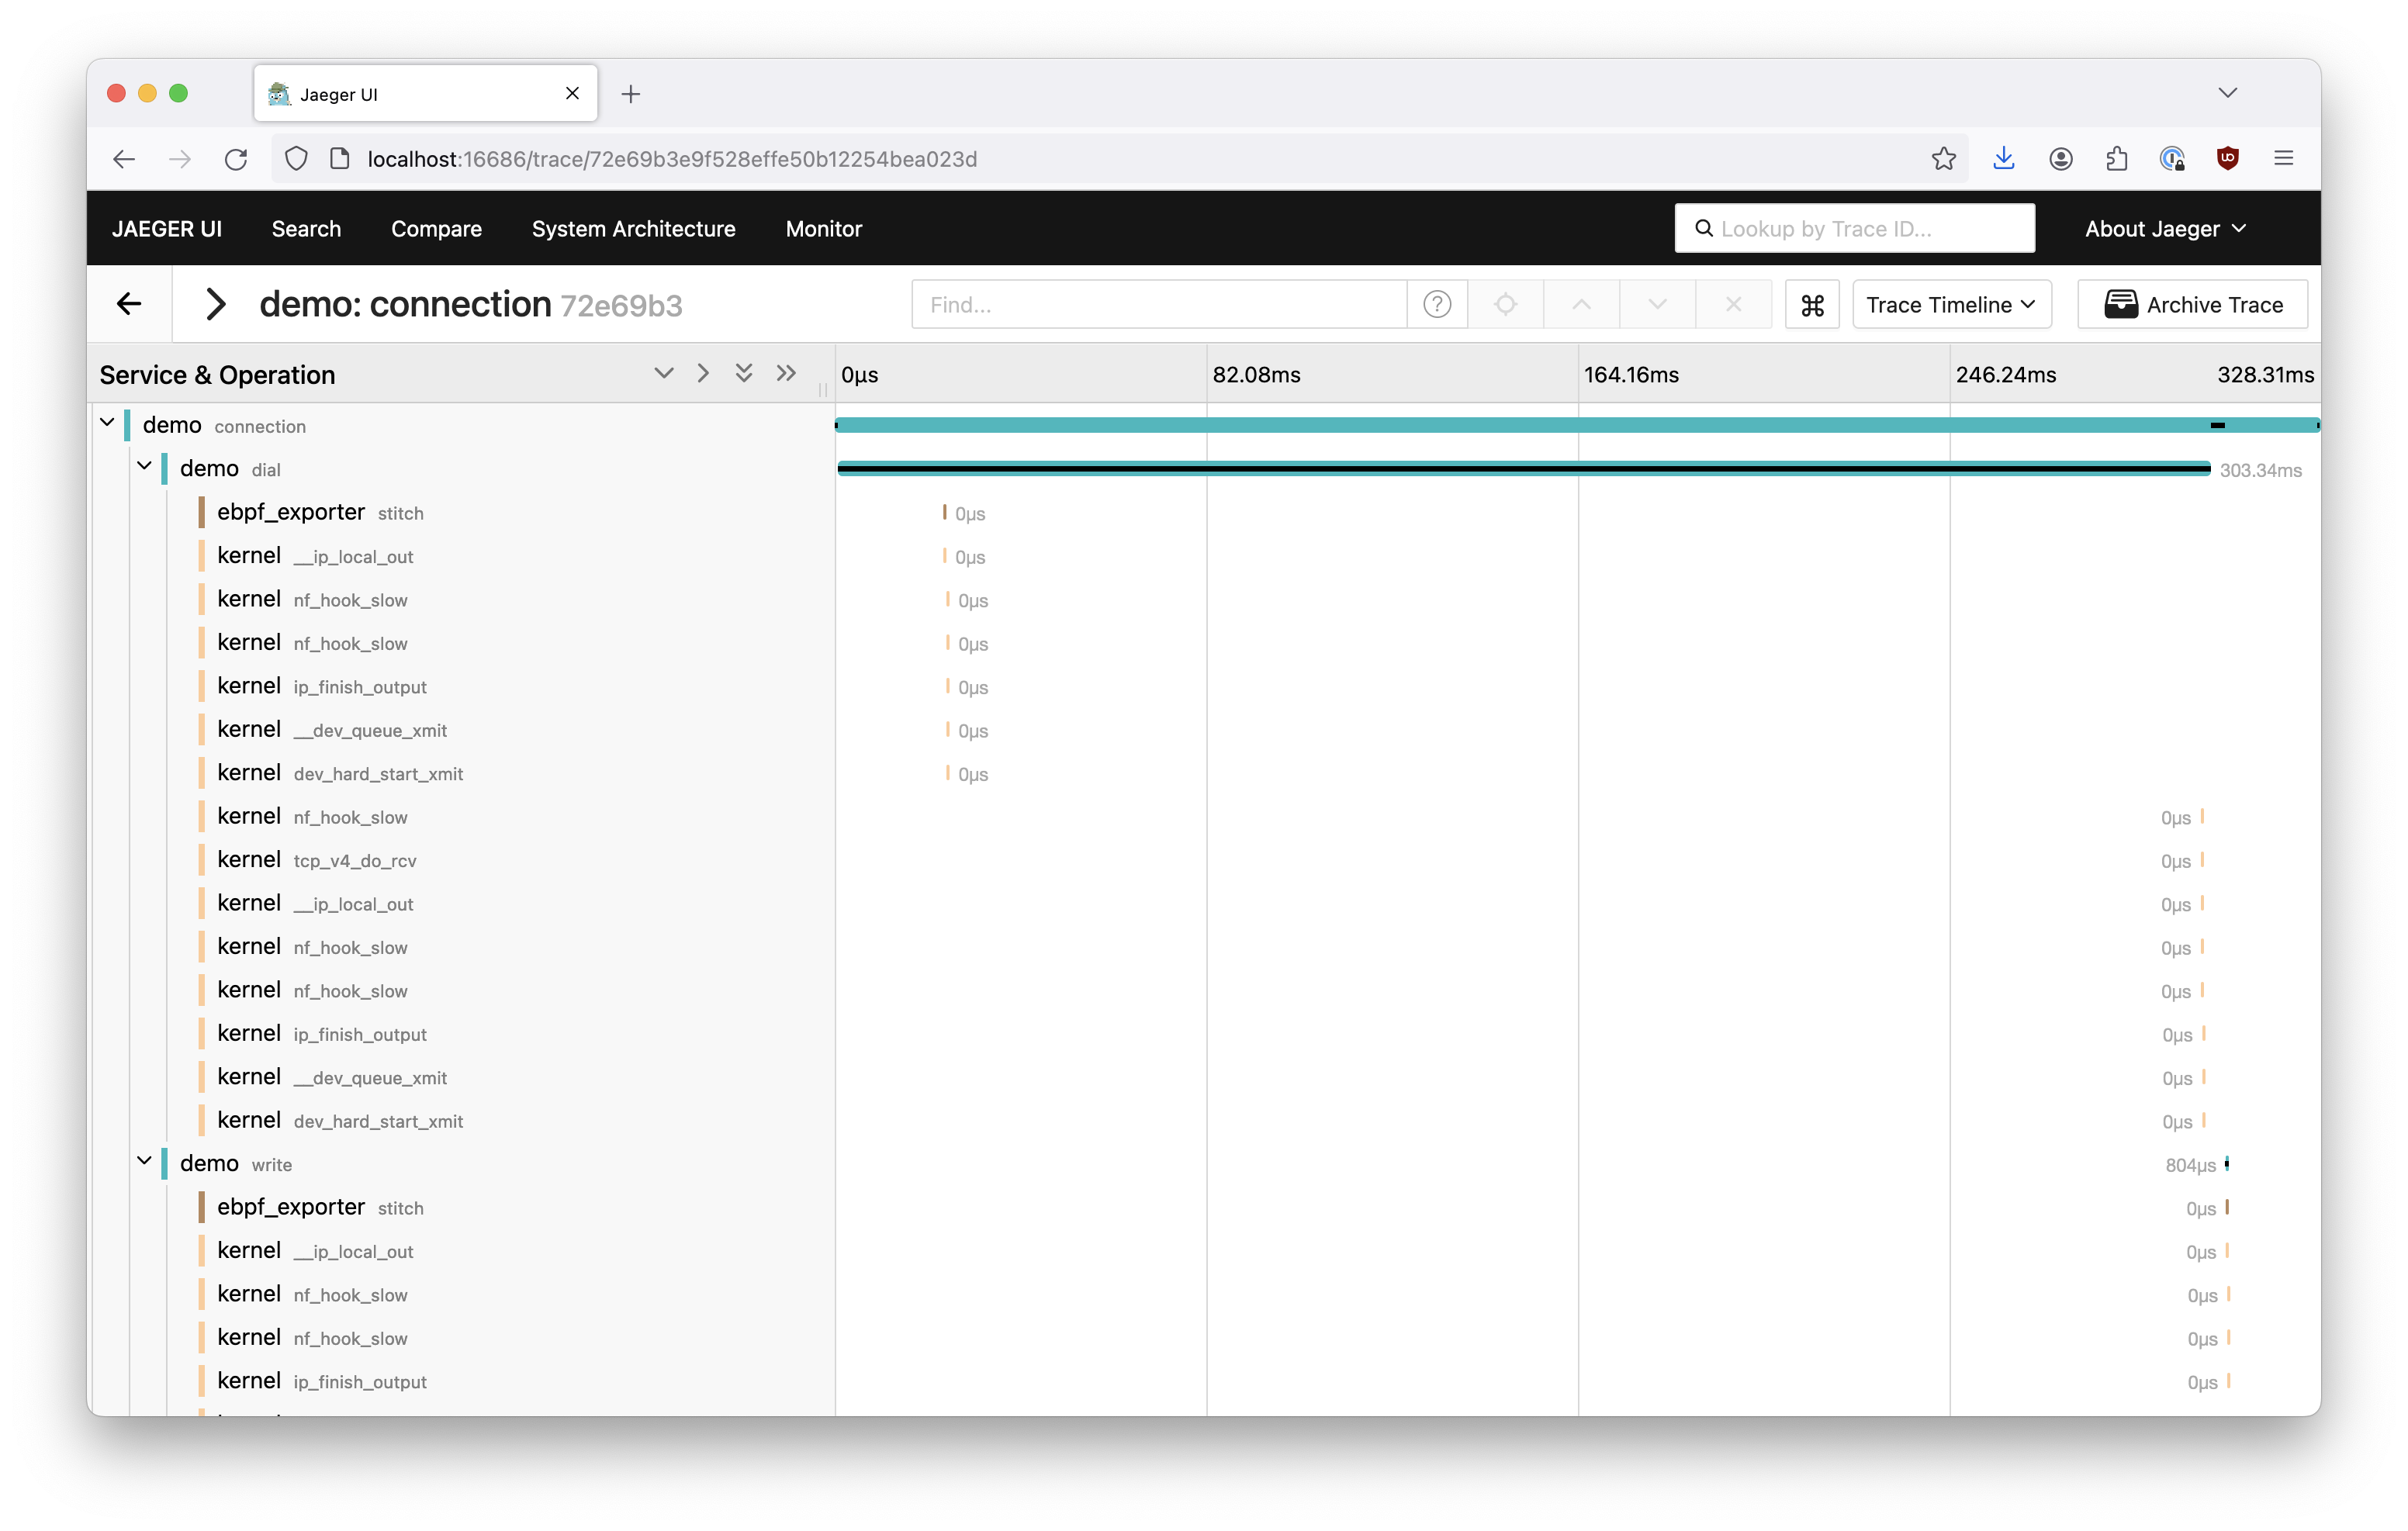 Jaeger UI
localhost:16686/trace/72e69b3e9f528effe50b12254bea023d
JAEGER UI Search Compare System Architecture Monitor Lookup by Trace ID... About Jaeger
demo: connection 72e69b3 Find... Trace Timeline Archive Trace
Service & Operation 0μs 82.08ms 164.16ms 246.24ms 328.31ms
demo connection
demo dial 303.34ms
ebpf_exporter stitch 0μs
kernel __ip_local_out 0μs
kernel nf_hook_slow 0μs
kernel nf_hook_slow 0μs
kernel ip_finish_output 0μs
kernel __dev_queue_xmit 0μs
kernel dev_hard_start_xmit 0μs
kernel nf_hook_slow 0μs
kernel tcp_v4_do_rcv 0μs
kernel __ip_local_out 0μs
kernel nf_hook_slow 0μs
kernel nf_hook_slow 0μs
kernel ip_finish_output 0μs
kernel __dev_queue_xmit 0μs
kernel dev_hard_start_xmit 0μs
demo write 804μs
ebpf_exporter stitch 0μs
kernel __ip_local_out 0μs
kernel nf_hook_slow 0μs
kernel nf_hook_slow 0μs
kernel ip_finish_output 0μs